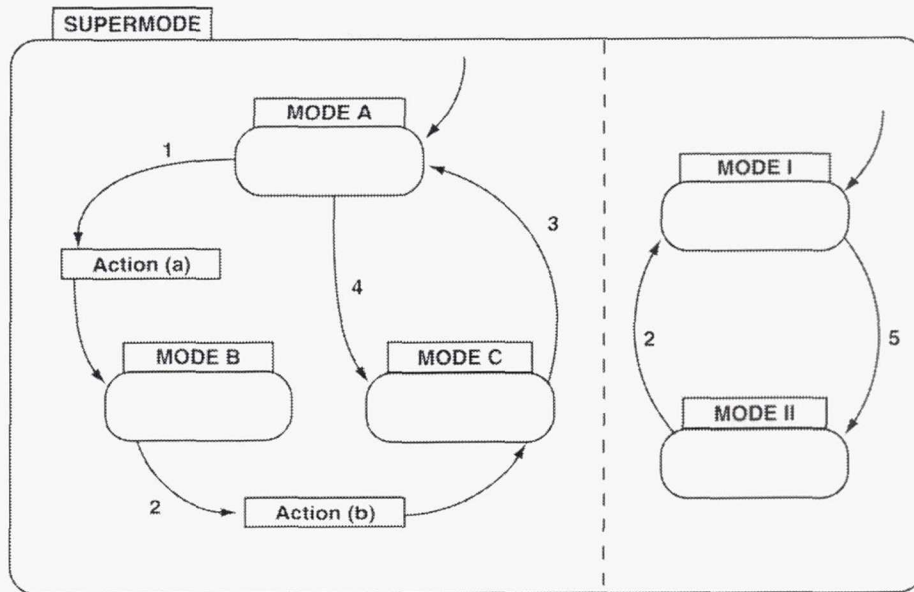 SUPERMODE
MODE A
1
MODE I
3
Action (a)
4
2
5
MODE B
MODE C
MODE II
2
Action (b)